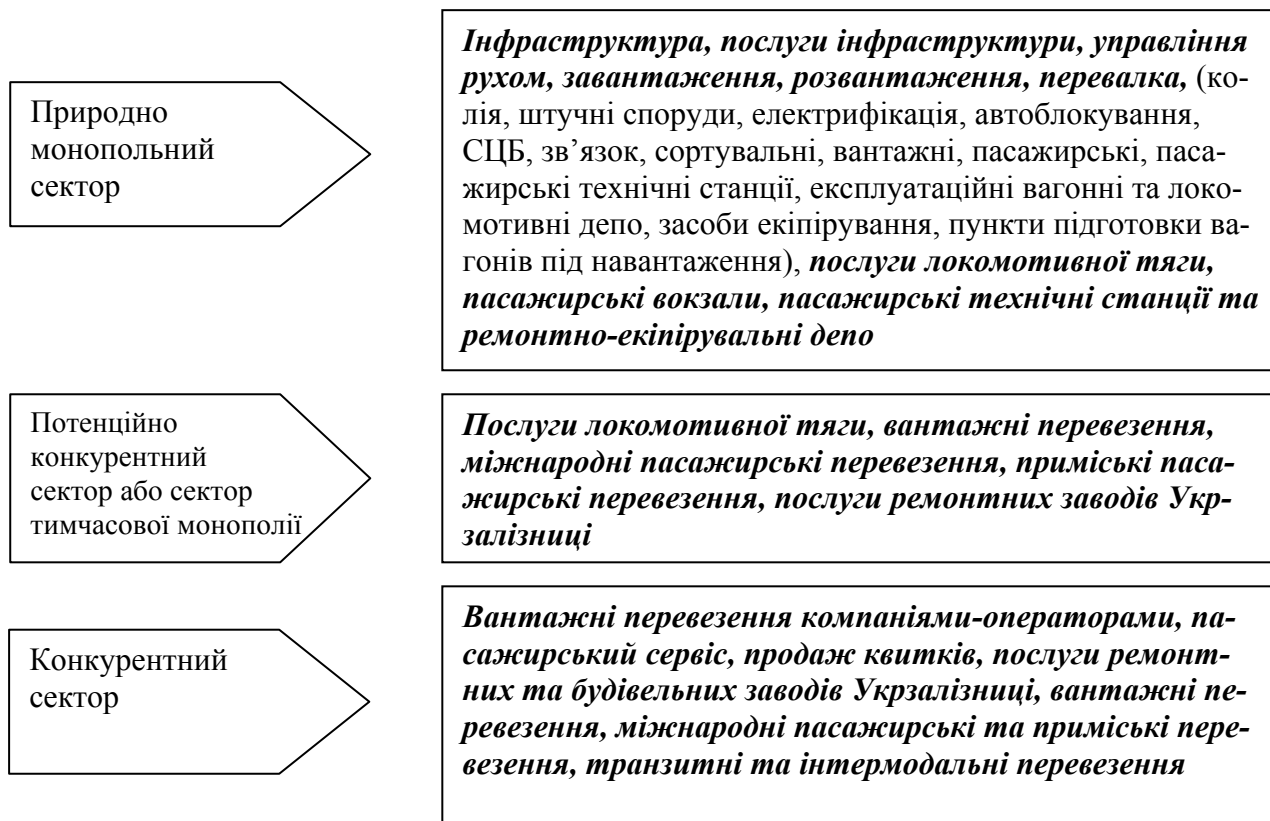 Природно
монопольний
сектор
Інфраструктура, послуги інфраструктури, управління
рухом, завантаження, розвантаження, перевалка, (ко-
лія, штучні споруди, електрифікація, автоблокування,
СЦБ, зв’язок, сортувальні, вантажні, пасажирські, паса-
жирські технічні станції, експлуатаційні вагонні та локо-
мотивні депо, засоби екіпірування, пункти підготовки ва-
гонів під навантаження), послуги локомотивної тяги,
пасажирські вокзали, пасажирські технічні станції та
ремонтно-екіпірувальні депо
Потенційно
конкурентний
сектор або сектор
тимчасової монополії
Послуги локомотивної тяги, вантажні перевезення,
міжнародні пасажирські перевезення, приміські паса-
жирські перевезення, послуги ремонтних заводів Укр-
залізниці
Конкурентний
сектор
Вантажні перевезення компаніями-операторами, па-
сажирський сервіс, продаж квитків, послуги ремонт-
них та будівельних заводів Укрзалізниці, вантажні пе-
ревезення, міжнародні пасажирські та приміські пере-
везення, транзитні та інтермодальні перевезення